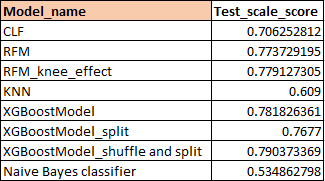 Model_name Test_scale_score
CLF 0.706252812
RFM 0.773729195
RFM_knee_effect 0.779127305
KNN 0.609
XGBoostModel 0.781826361
XGBoostModel_split 0.7677
XGBoostModel_shuffle and split 0.790373369
Naive Bayes classifier 0.534862798